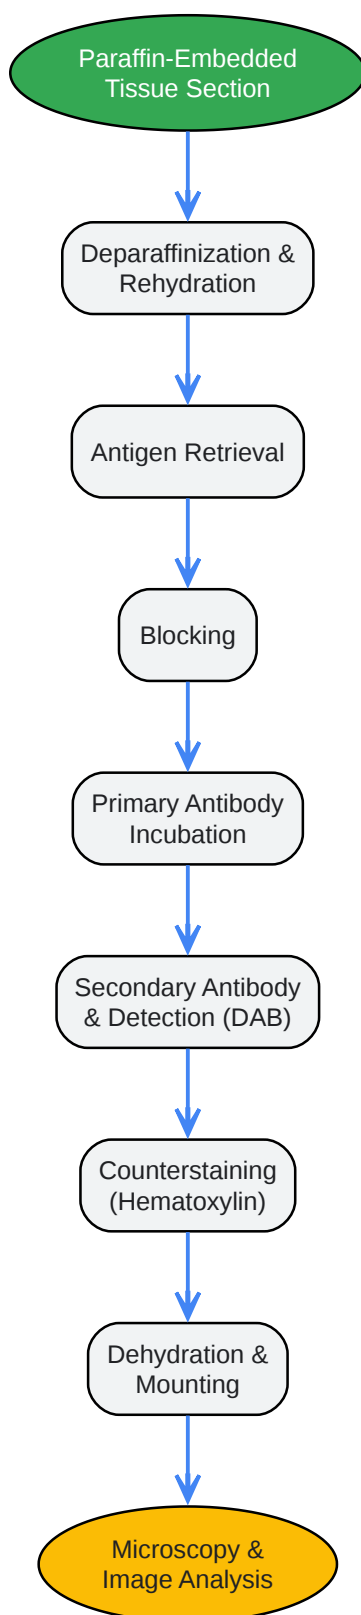 Paraffin-Embedded
Tissue Section
Deparaffinization &
Rehydration
Antigen Retrieval
Blocking
Primary Antibody
Incubation
Secondary Antibody
& Detection (DAB)
Counterstaining
(Hematoxylin)
Dehydration &
Mounting
Microscopy &
Image Analysis